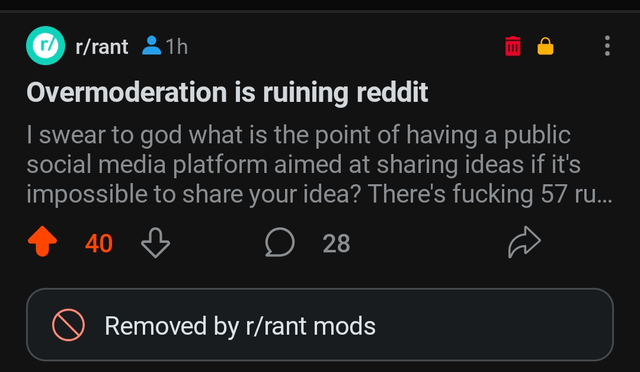 r/ r/rant 1h
Overmoderation is ruining reddit
I swear to god what is the point of having a public
social media platform aimed at sharing ideas if it's
impossible to share your idea? There's fucking 57 ru...
40 28
Removed by r/rant mods